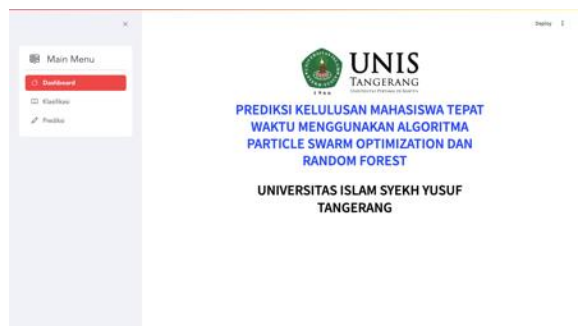 ×
Deploy
Main Menu
Dashboard
Klasifikasi
Prediksi
UNIS
TANGERANG
1966
PREDIKSI KELULUSAN MAHASISWA TEPAT
WAKTU MENGGUNAKAN ALGORITMA
PARTICLE SWARM OPTIMIZATION DAN
RANDOM FOREST
UNIVERSITAS ISLAM SYEKH YUSUF
TANGERANG